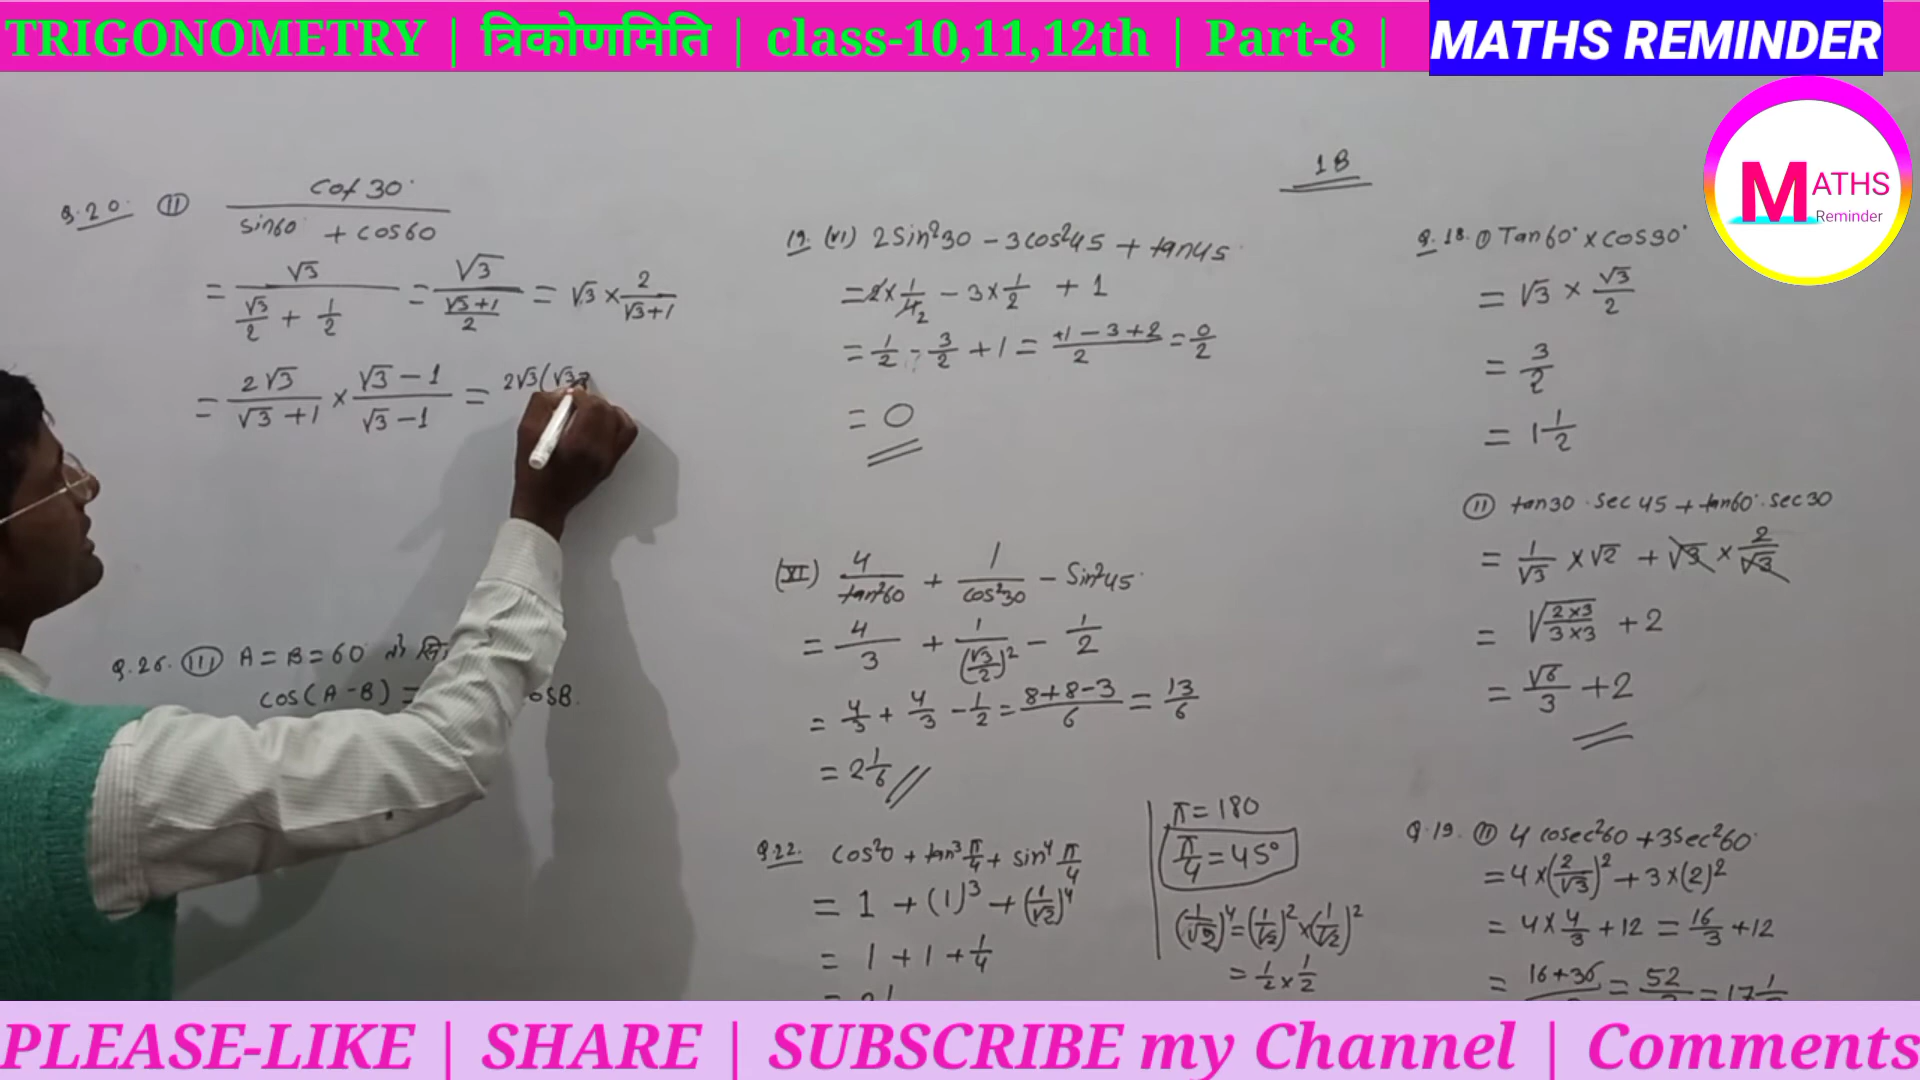 TRIGONOMETRY | त्रिकोणमिति | class-10,11,12th | Part-8 | MATHS REMINDER
MATHS
Reminder
18
Q.20. (II) cot30° / (sin60° + cos60)
= √3 / (√3/2 + 1/2) = √3 / ((√3+1)/2) = √3 × 2/(√3+1)
= 2√3/(√3+1) × (√3-1)/(√3-1) = 2√3(√3-
Q.26. (III) A = B = 60°
cos(A-B) = osB.
19. (VI) 2sin²30 - 3cos²45 + tan45°
= 2×1/4 2 - 3×1/2 + 1
= 1/2 - 3/2 + 1 = (+1-3+2)/2 = 0/2
= 0
(XI) 4/tan²60 + 1/cos²30 - sin²45°
= 4/3 + 1/(√3/2)² - 1/2
= 4/3 + 4/3 - 1/2 = (8+8-3)/6 = 13/6
= 2 1/6
Q.22. cos²0 + tan³ π/4 + sin⁴ π/4
= 1 + (1)³ + (1/√2)⁴
= 1 + 1 + 1/4
π = 180
π/4 = 45°
(1/√2)⁴ = (1/√2)² × (1/√2)²
= 1/2 × 1/2
Q.18. (I) Tan60° × cos30°
= √3 × √3/2
= 3/2
= 1 1/2
(II) tan30 . sec45 + tan60° . sec30
= 1/√3 × √2 + √3 × 2/√3
= √(2×3)/(3×3) + 2
= √6/3 + 2
Q.19. (II) 4 cosec²60 + 3sec²60°
= 4×(2/√3)² + 3×(2)²
= 4×4/3 + 12 = 16/3 + 12
= 16+36 = 52 = 17 1
PLEASE-LIKE | SHARE | SUBSCRIBE my Channel | Comments